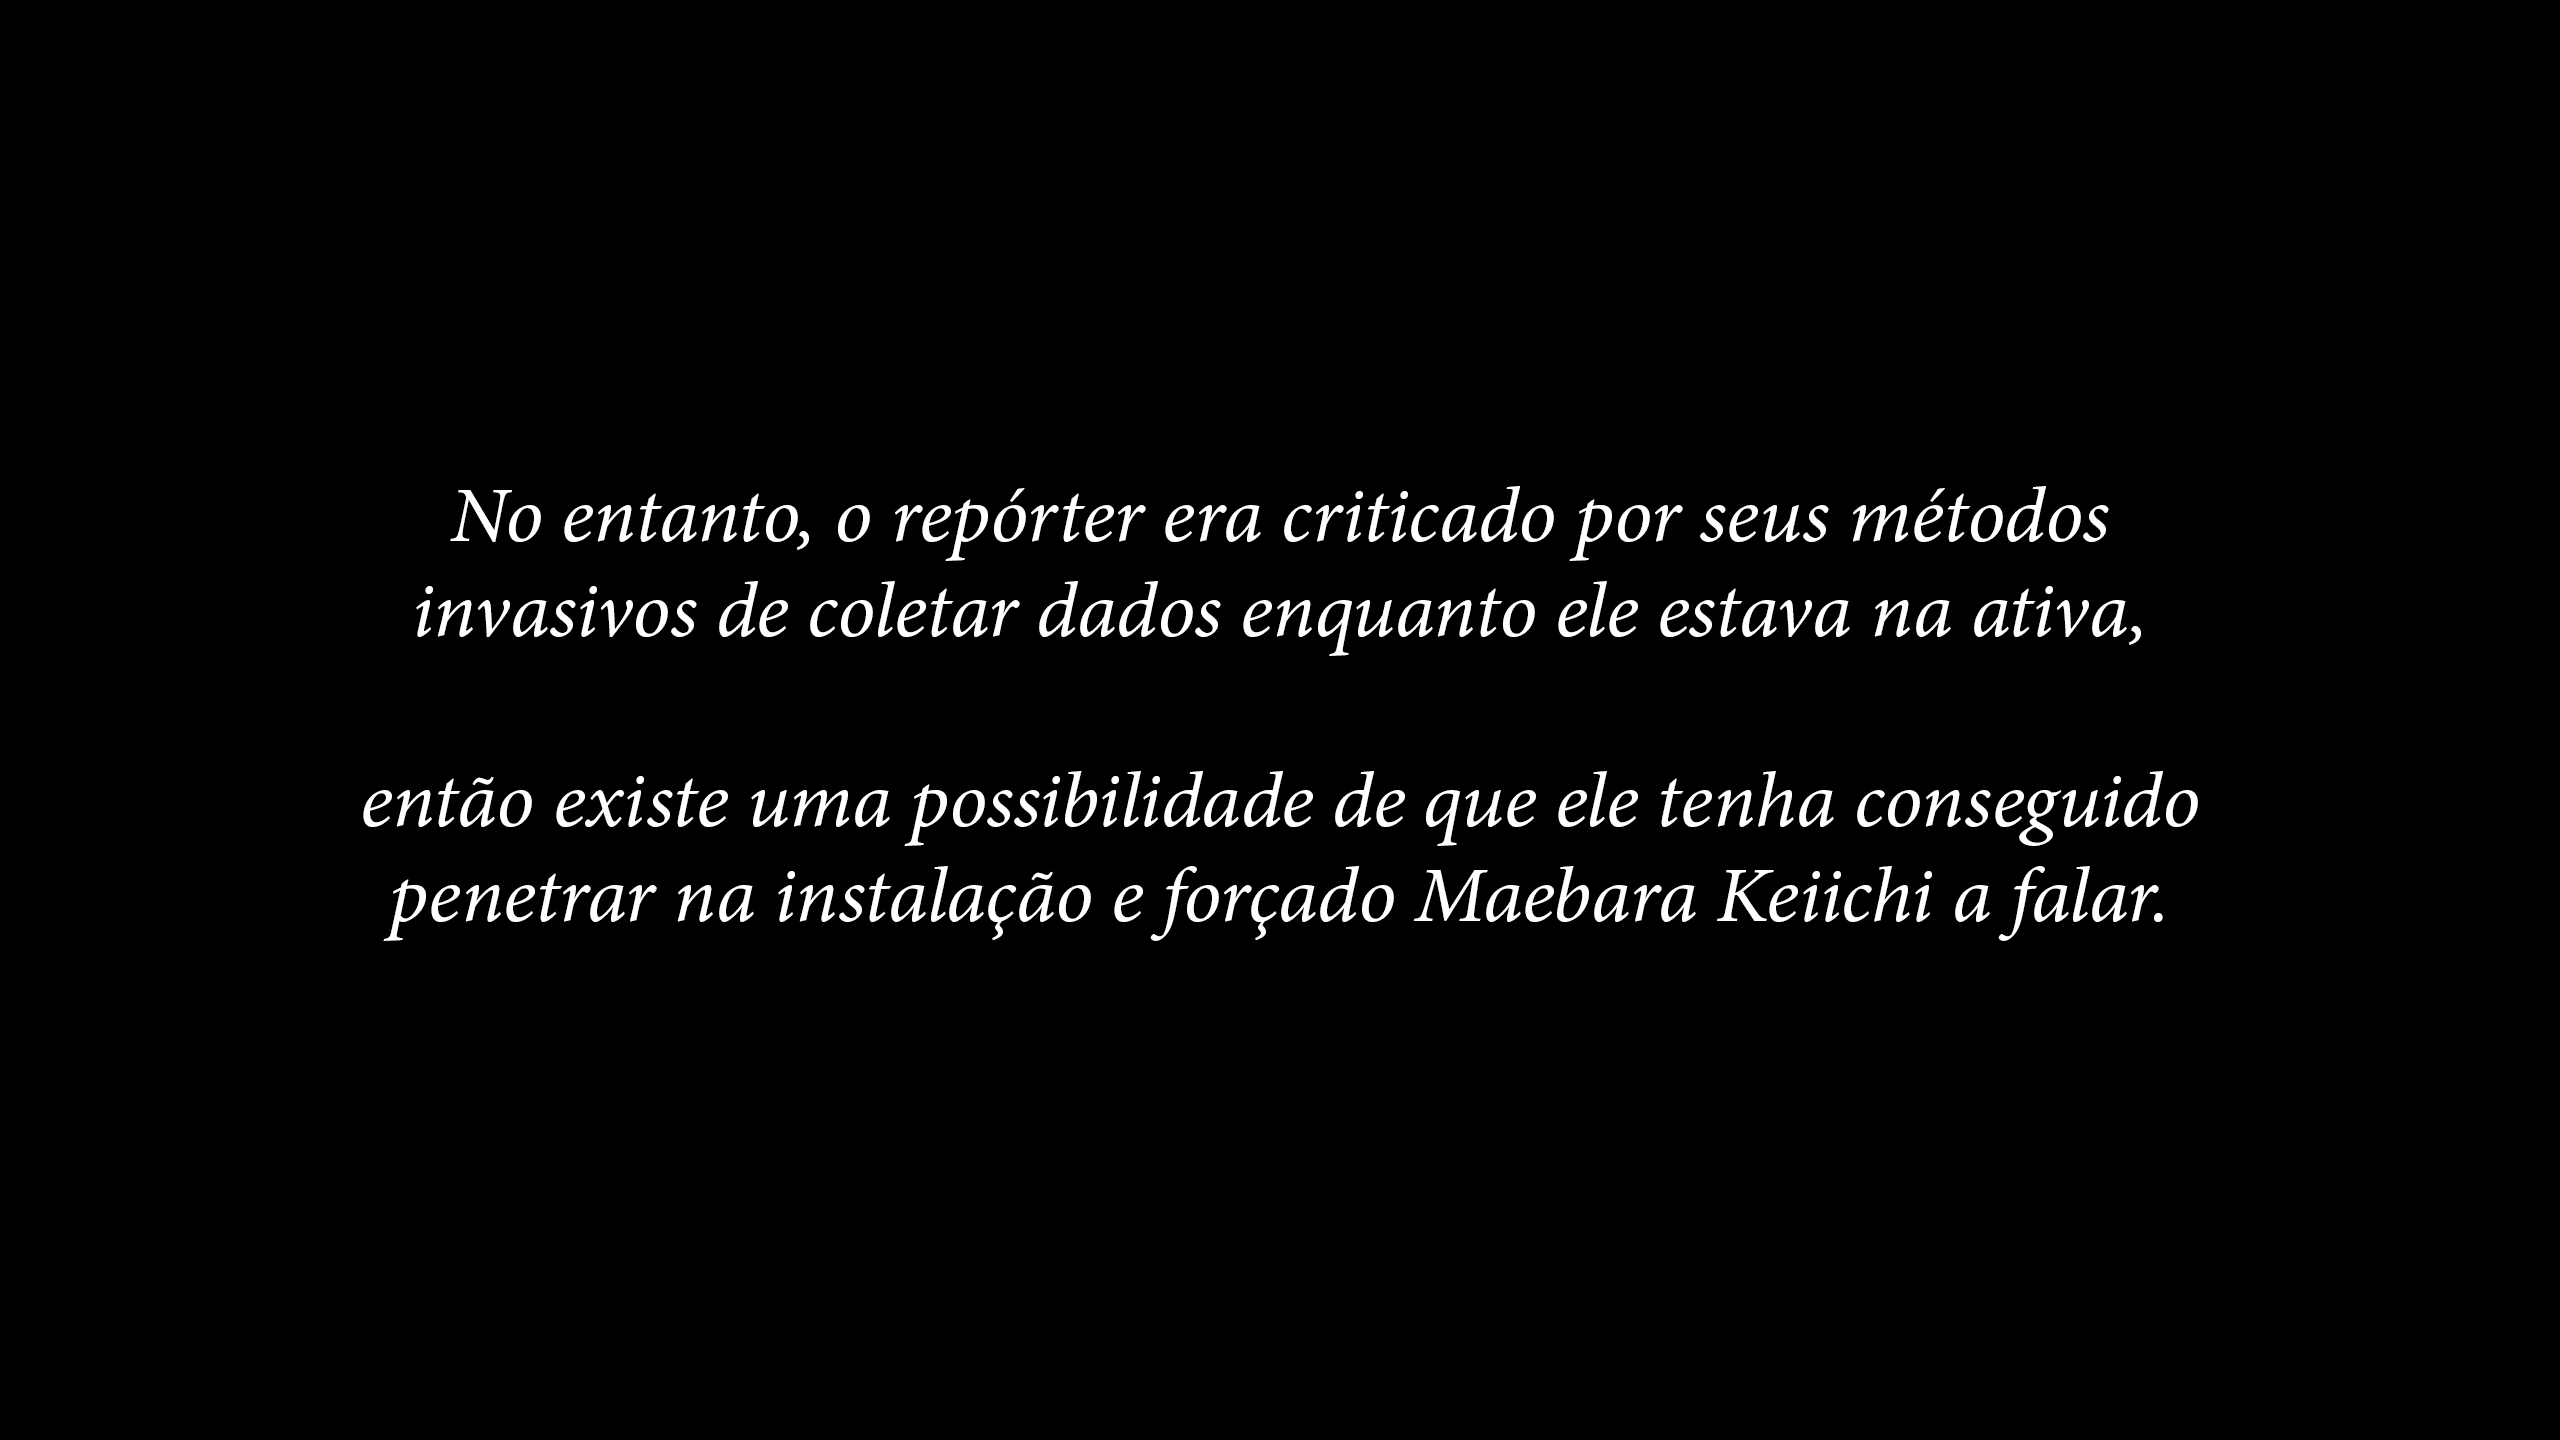 No entanto, o repórter era criticado por seus métodos
invasivos de coletar dados enquanto ele estava na ativa,
então existe uma possibilidade de que ele tenha conseguido
penetrar na instalação e forçado Maebara Keiichi a falar.